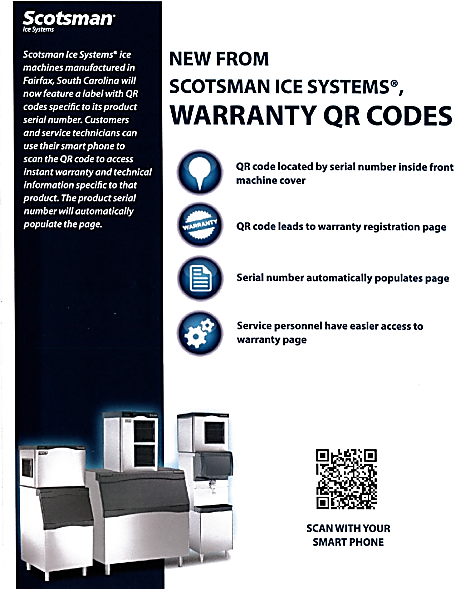 Scotsman®
Ice Systems
Scotsman Ice Systems® ice
machines manufactured in
Fairfax, South Carolina will
now feature a label with QR
codes specific to its product
serial number. Customers
and service technicians can
use their smart phone to
scan the QR code to access
instant warranty and technical
information specific to that
product. The product serial
number will automatically
populate the page.
NEW FROM
SCOTSMAN ICE SYSTEMS®,
WARRANTY QR CODES
QR code located by serial number inside front
machine cover
WARRANTY
QR code leads to warranty registration page
Serial number automatically populates page
Service personnel have easier access to
warranty page
SCAN WITH YOUR
SMART PHONE